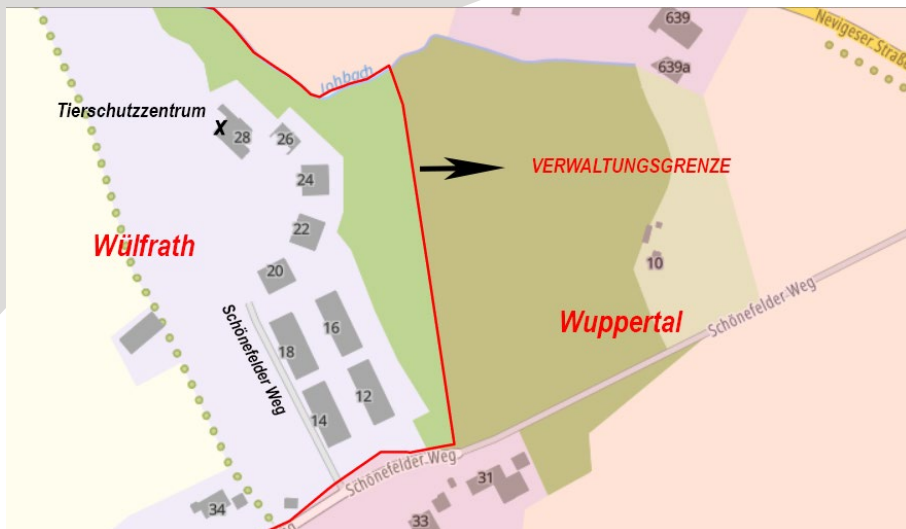 639
Nevigeser Straße
Johbach
639a
Tierschutzzentrum
X
28
26
VERWALTUNGSGRENZE
24
22
Wülfrath
20
10
Schönefelder Weg
Wuppertal
Schönefelder Weg
16
18
12
14
Schönefelder Weg
31
34
33